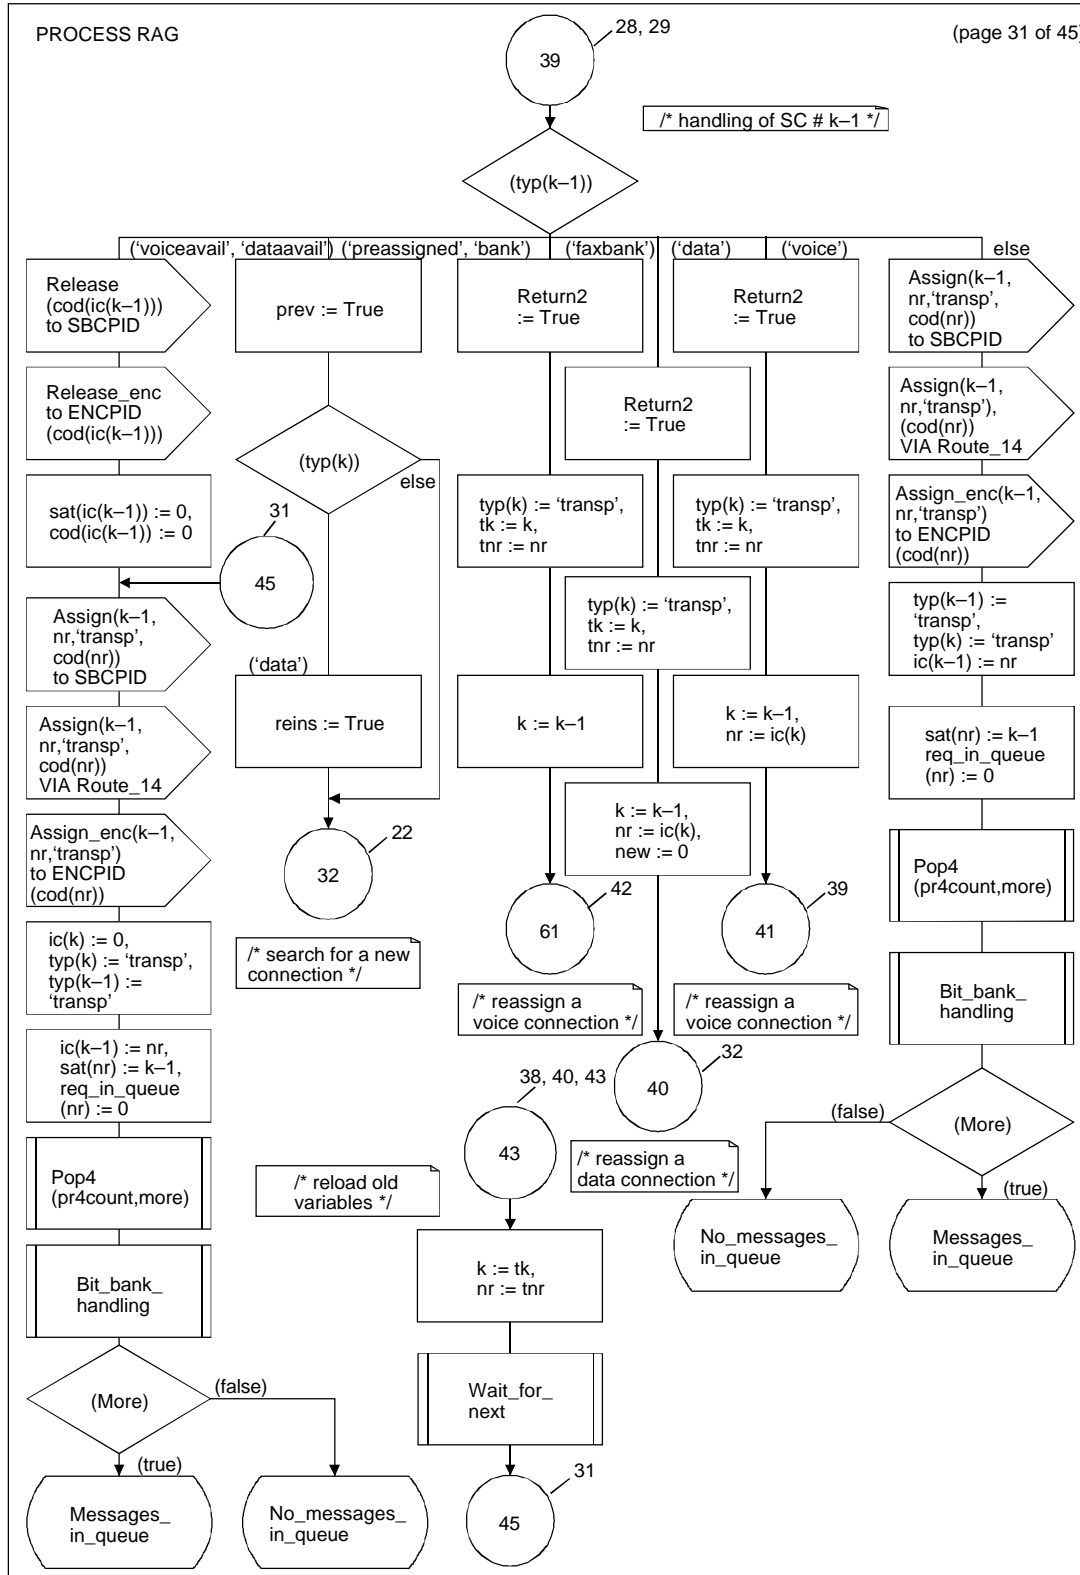 PROCESS RAG
(page 31 of 45)
28, 29
39
/* handling of SC # k–1 */
(typ(k–1))
(‘voiceavail’, ‘dataavail’)
(‘preassigned’, ‘bank’)
(‘faxbank’)
(‘data’)
(‘voice’)
else
Release
(cod(ic(k–1)))
to SBCPID
Release_enc
to ENCPID
(cod(ic(k–1)))
sat(ic(k–1)) := 0,
cod(ic(k–1)) := 0
31
45
Assign(k–1,
nr,‘transp’,
cod(nr))
to SBCPID
Assign(k–1,
nr,‘transp’,
cod(nr))
VIA Route_14
Assign_enc(k–1,
nr,‘transp’)
to ENCPID
(cod(nr))
ic(k) := 0,
typ(k) := ‘transp’,
typ(k–1) :=
‘transp’
ic(k–1) := nr,
sat(nr) := k–1,
req_in_queue
(nr) := 0
Pop4
(pr4count,more)
Bit_bank_
handling
(More)
(false)
(true)
Messages_
in_queue
No_messages_
in_queue
prev := True
(typ(k))
else
(‘data’)
reins := True
22
32
/* search for a new
connection */
Return2
:= True
typ(k) := ‘transp’,
tk := k,
tnr := nr
k := k–1
42
61
/* reassign a
voice connection */
Return2
:= True
typ(k) := ‘transp’,
tk := k,
tnr := nr
k := k–1,
nr := ic(k),
new := 0
32
40
/* reassign a
data connection */
Return2
:= True
typ(k) := ‘transp’,
tk := k,
tnr := nr
k := k–1,
nr := ic(k)
39
41
/* reassign a
voice connection */
38, 40, 43
43
/* reload old
variables */
k := tk,
nr := tnr
Wait_for_
next
31
45
Assign(k–1,
nr,‘transp’,
cod(nr))
to SBCPID
Assign(k–1,
nr,‘transp’),
(cod(nr))
VIA Route_14
Assign_enc(k–1,
nr,‘transp’)
to ENCPID
(cod(nr))
typ(k–1) :=
‘transp’,
typ(k) := ‘transp’
ic(k–1) := nr
sat(nr) := k–1
req_in_queue
(nr) := 0
Pop4
(pr4count,more)
Bit_bank_
handling
(More)
(false)
(true)
No_messages_
in_queue
Messages_
in_queue